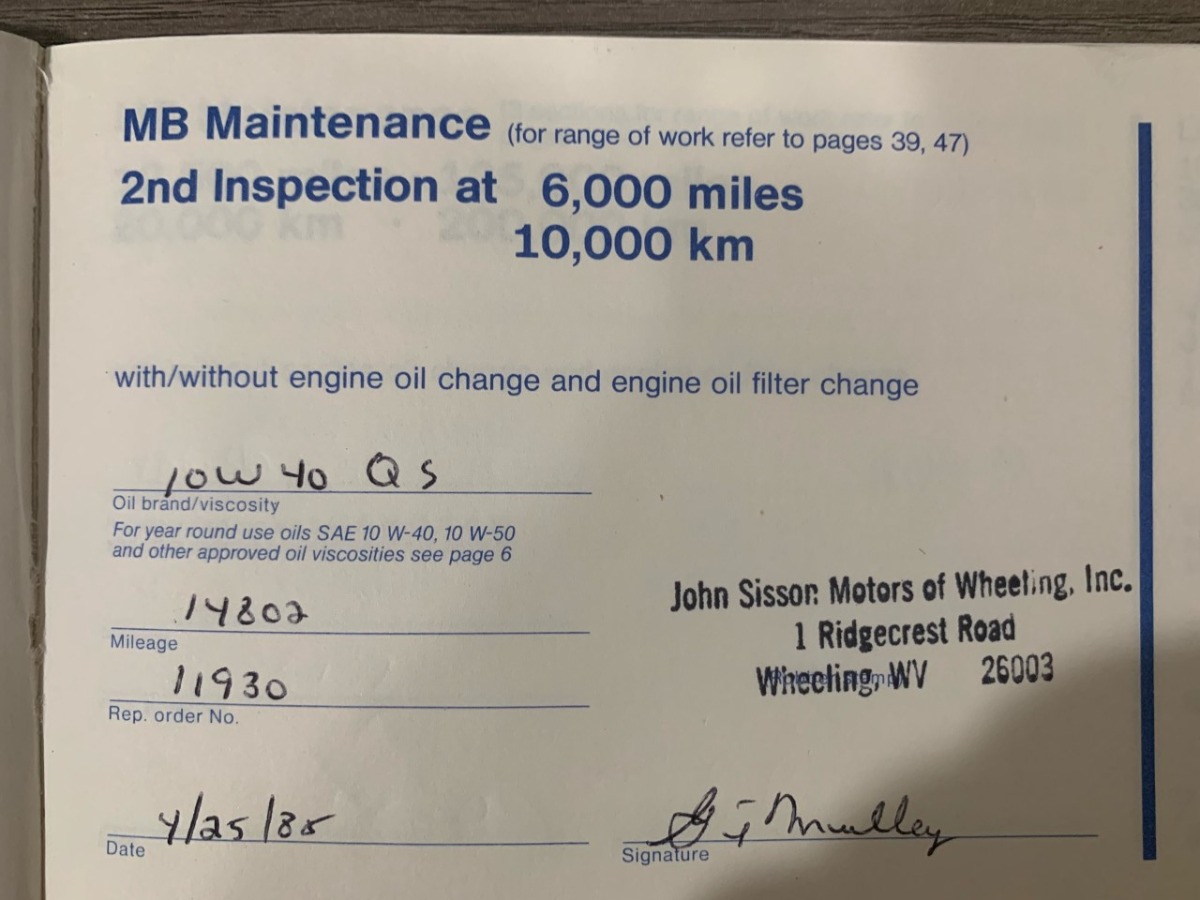 MB Maintenance (for range of work refer to pages 39, 47)
2nd Inspection at 6,000 miles
10,000 km
with/without engine oil change and engine oil filter change
10W 40 QS
Oil brand/viscosity
For year round use oils SAE 10 W-40, 10 W-50
and other approved oil viscosities see page 6
14802
Mileage
11930
Rep. order No.
4/25/85
Date
John Sisson Motors of Wheeling, Inc.
1 Ridgecrest Road
Wheeling, WV 26003
Signature